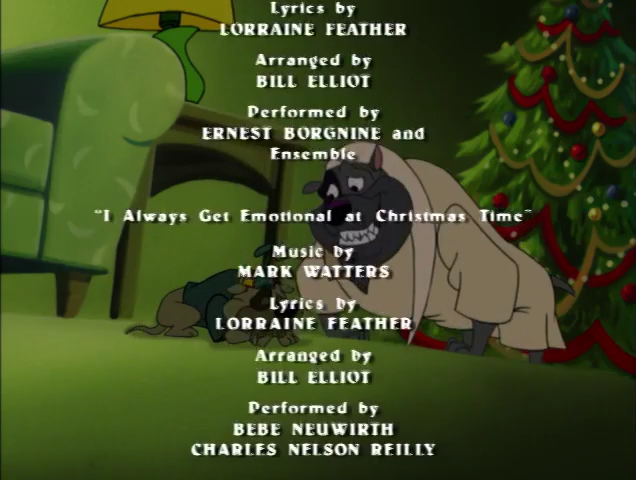 Lyrics by
LORRAINE FEATHER
Arranged by
BILL ELLIOT
Performed by
ERNEST BORGNINE and
Ensemble
"I Always Get Emotional at Christmas Time"
Music by
MARK WATTERS
Lyrics by
LORRAINE FEATHER
Arranged by
BILL ELLIOT
Performed by
BEBE NEUWIRTH
CHARLES NELSON REILLY